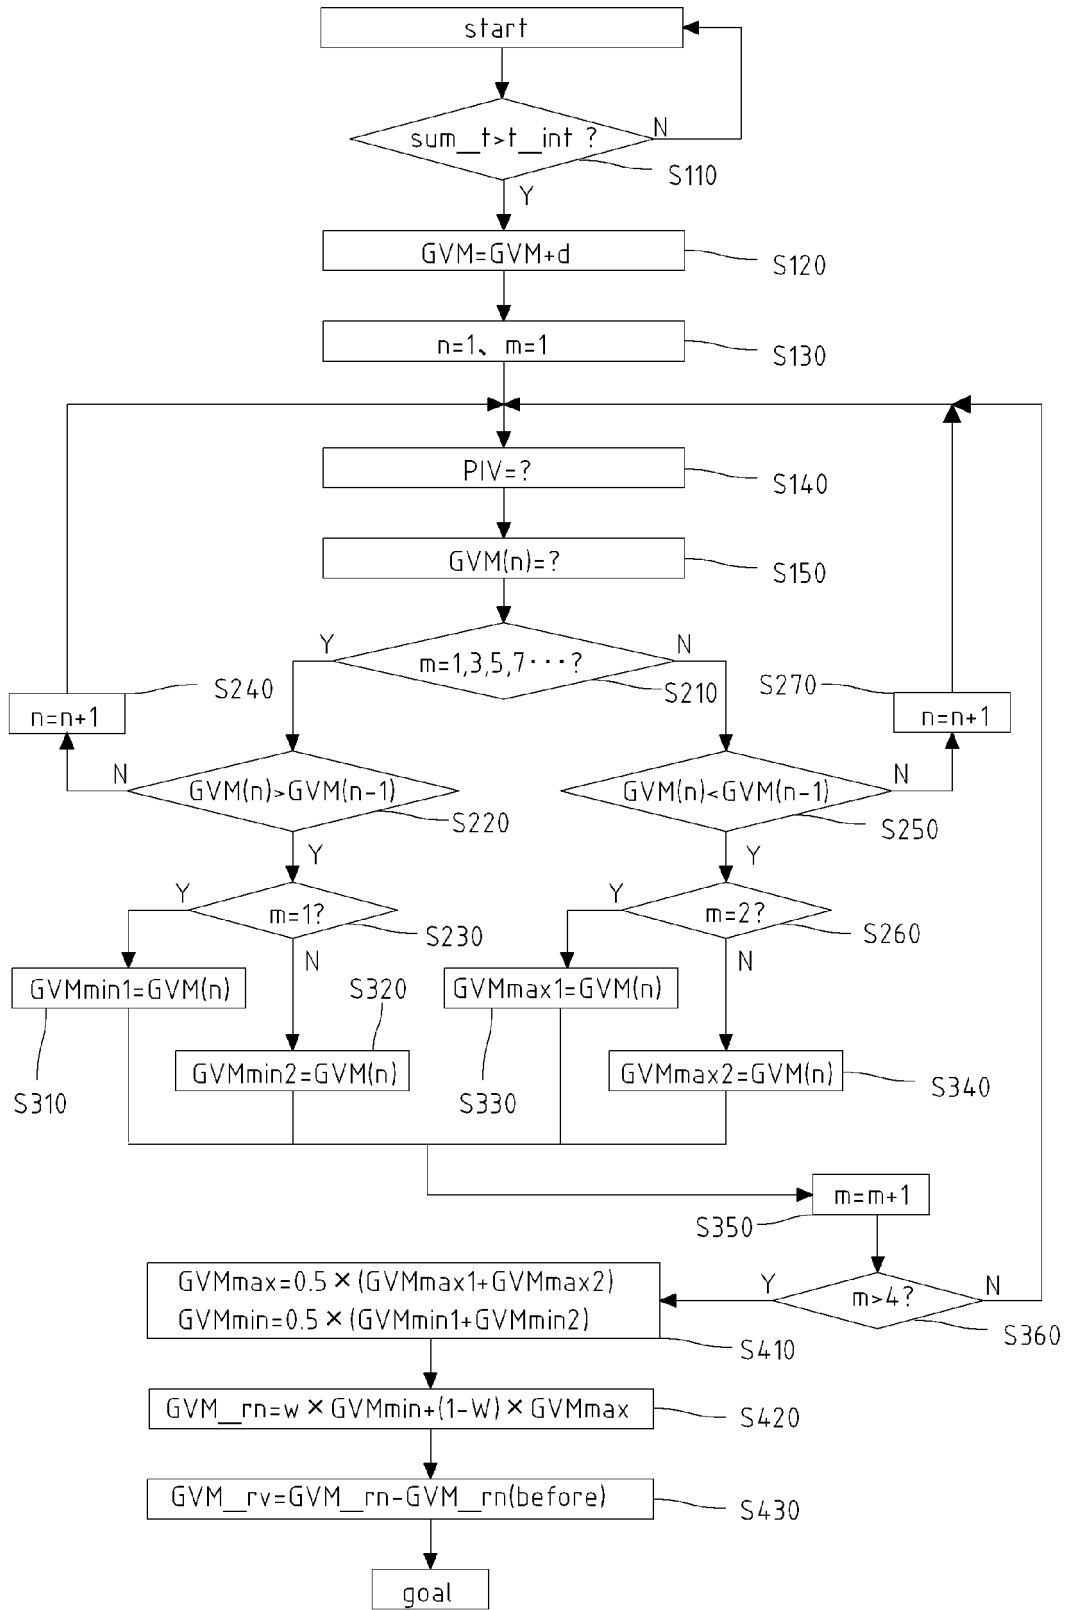 start
sum_t>t_int ?
N
S110
Y
GVM=GVM+d
S120
n=1、m=1
S130
PIV=?
S140
GVM(n)=?
S150
Y
m=1,3,5,7···?
N
S210
S240
n=n+1
S270
n=n+1
N
GVM(n)>GVM(n-1)
S220
Y
GVM(n)<GVM(n-1)
N
S250
Y
Y
m=1?
S230
N
Y
m=2?
S260
N
GVMmin1=GVM(n)
S310
S320
GVMmin2=GVM(n)
GVMmax1=GVM(n)
S330
GVMmax2=GVM(n)
S340
m=m+1
S350
Y
m>4?
N
S360
GVMmax=0.5×(GVMmax1+GVMmax2)
GVMmin=0.5×(GVMmin1+GVMmin2)
S410
GVM_rn=w×GVMmin+(1-W)×GVMmax
S420
GVM_rv=GVM_rn-GVM_rn(before)
S430
goal